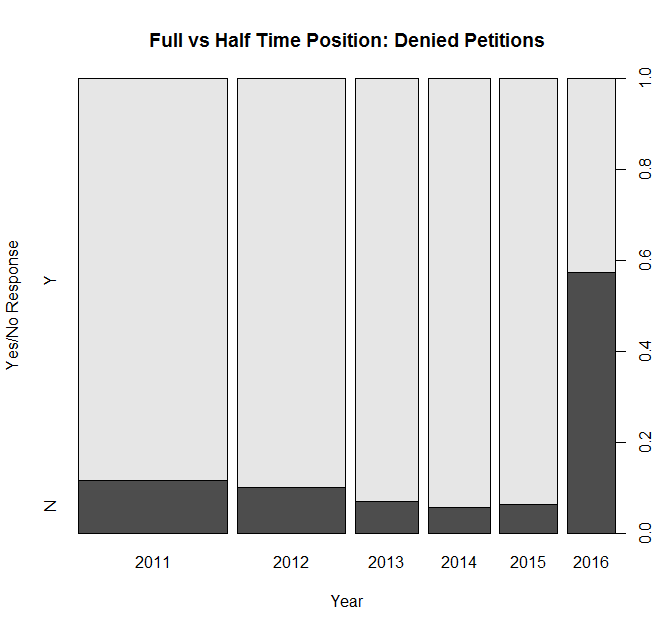 Full vs Half Time Position: Denied Petitions
Yes/No Response
Y
N
1.0
0.8
0.6
0.4
0.2
0.0
2011 2012 2013 2014 2015 2016
Year